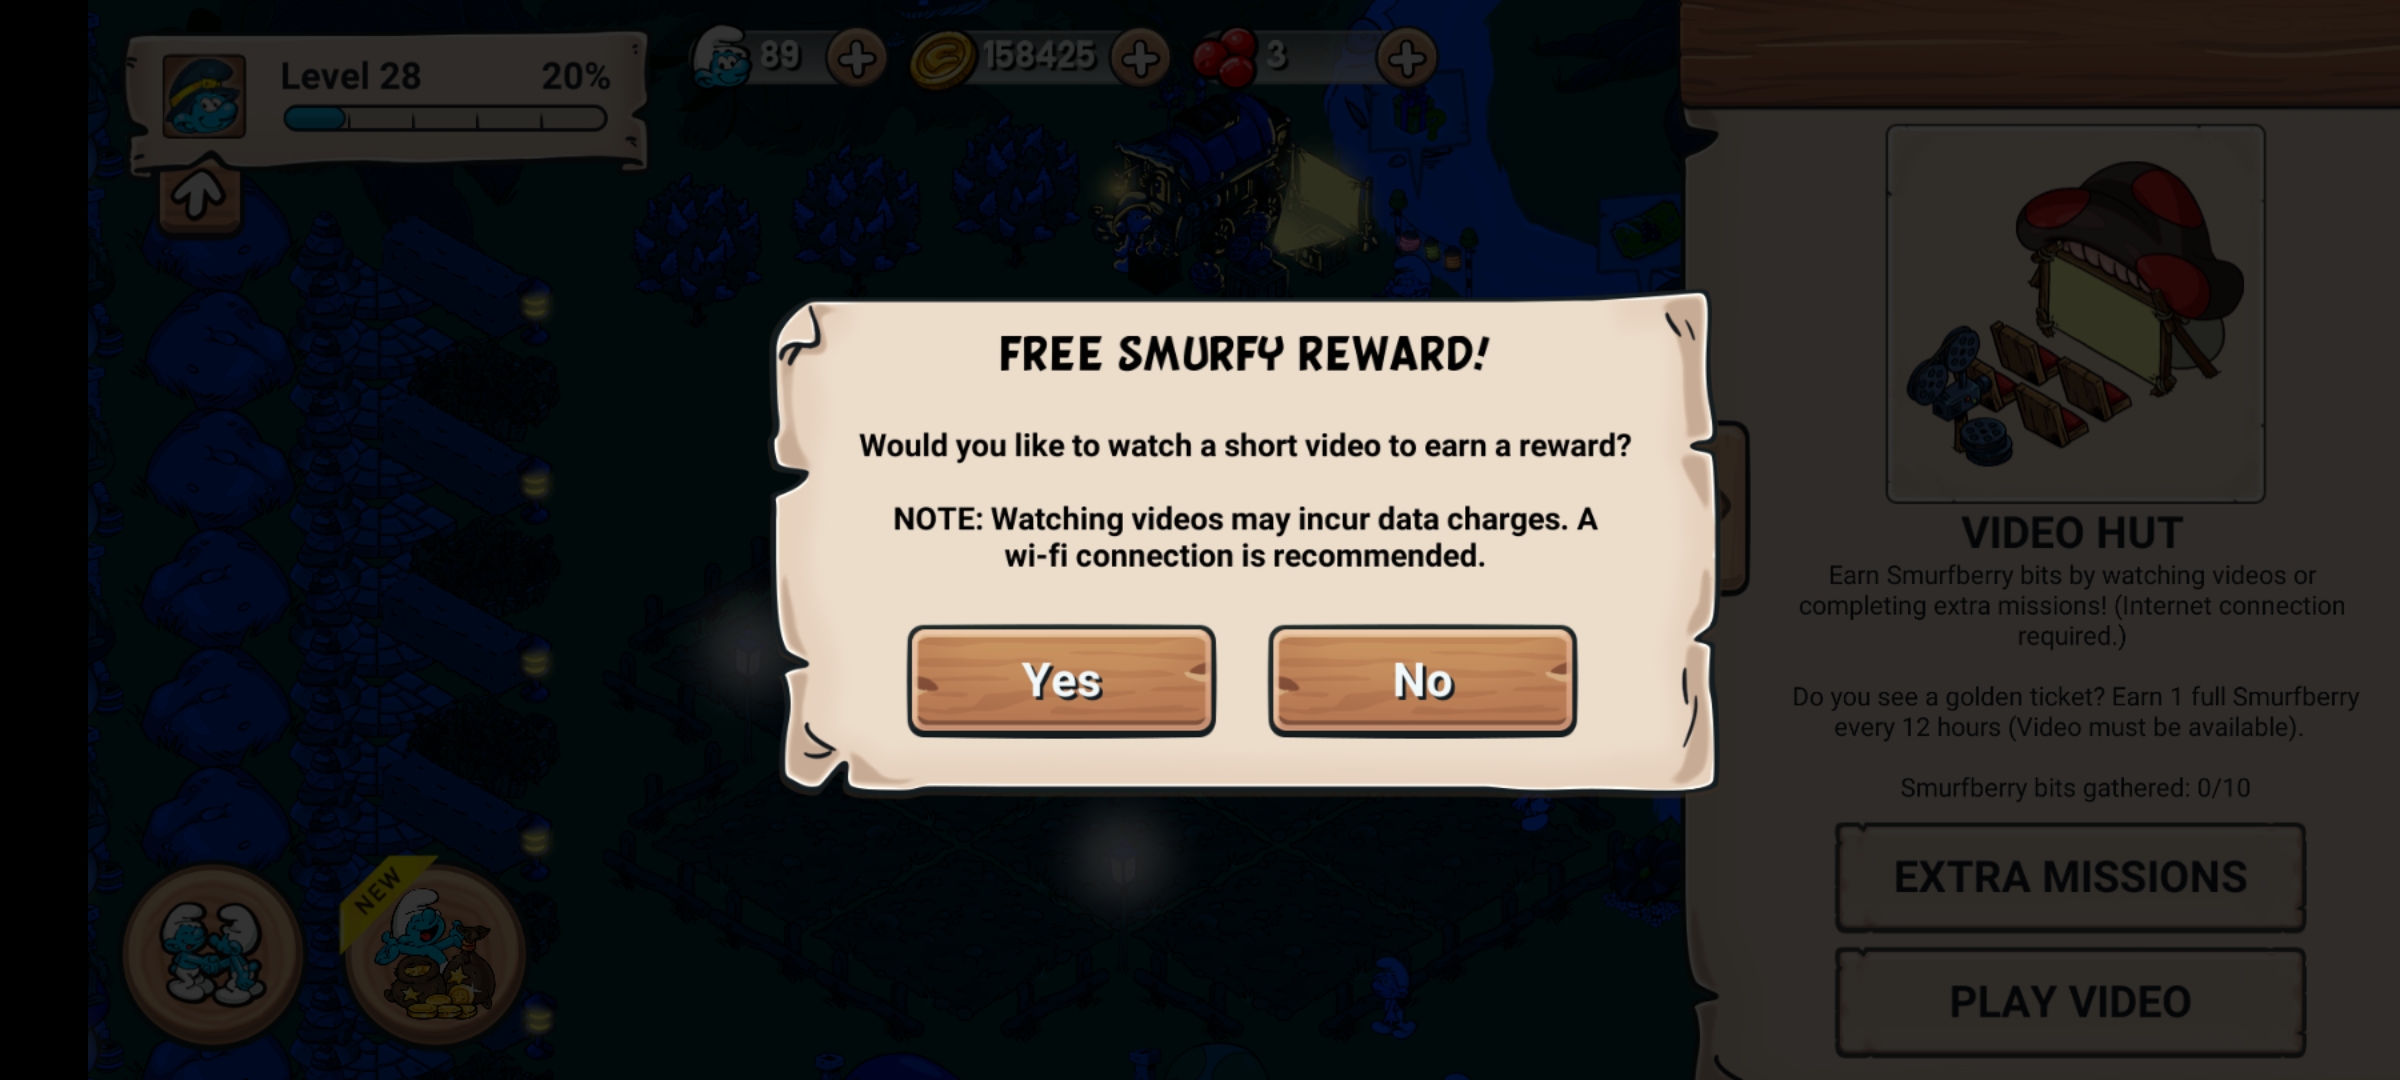 Level 28
20%
89
158425
3
FREE SMURFY REWARD!
Would you like to watch a short video to earn a reward?
NOTE: Watching videos may incur data charges. A
wi-fi connection is recommended.
Yes
No
NEW
VIDEO HUT
Earn Smurfberry bits by watching videos or
completing extra missions! (Internet connection
required.)
Do you see a golden ticket? Earn 1 full Smurfberry
every 12 hours (Video must be available).
Smurfberry bits gathered: 0/10
EXTRA MISSIONS
PLAY VIDEO